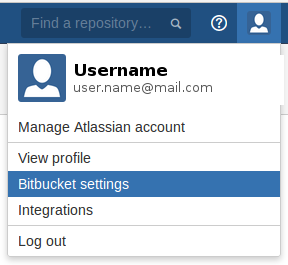 Find a repository…
Username
user.name@mail.com
Manage Atlassian account
View profile
Bitbucket settings
Integrations
Log out